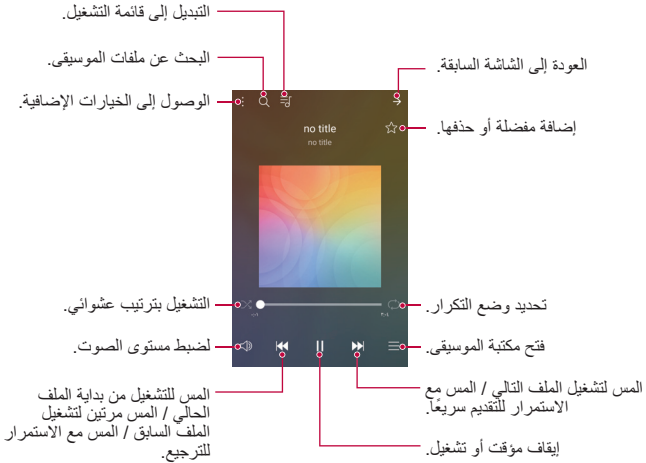 التبديل إلى قائمة التشغيل.
البحث عن ملفات الموسيقى.
العودة إلى الشاشة السابقة.
الوصول إلى الخيارات الإضافية.
إضافة مفضلة أو حذفها.
no title
no title
التشغيل بترتيب عشوائي.
تحديد وضع التكرار.
لضبط مستوى الصوت.
فتح مكتبة الموسيقى.
المس لتشغيل الملف التالي / المس مع
الاستمرار للتقديم سريعًا.
المس للتشغيل من بداية الملف
الحالي / المس مرتين لتشغيل
الملف السابق / المس مع الاستمرار
للترجيع.
إيقاف مؤقت أو تشغيل.